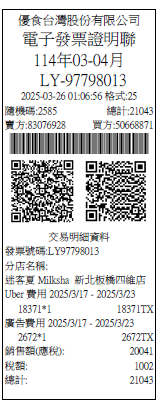 優食台灣股份有限公司
電子發票證明聯
114年03-04月
LY-97798013
2025-03-26 01:06:56 格式:25
隨機碼:2585 總計:21043
賣方:83076928 買方:50668871
交易明細資料
發票號碼:LY97798013
分店名稱:
迷客夏 Milksha 新北板橋四維店
Uber 費用 2025/3/17 - 2025/3/23
18371*1 18371TX
廣告費用 2025/3/17 - 2025/3/23
2672*1 2672TX
銷售額(應稅): 20041
稅額: 1002
總計: 21043